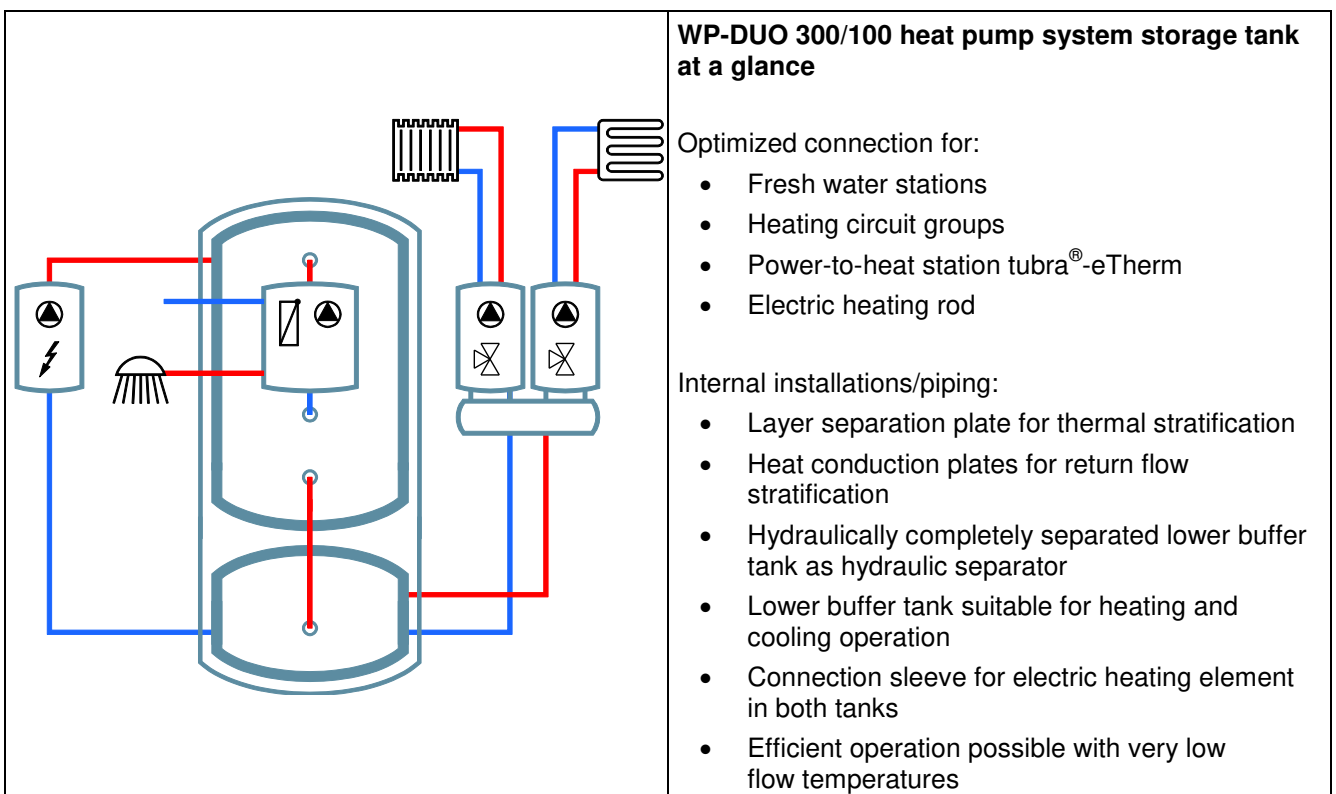 WP-DUO 300/100 heat pump system storage tank
at a glance
Optimized connection for:
• Fresh water stations
• Heating circuit groups
• Power-to-heat station tubra®-eTherm
• Electric heating rod
Internal installations/piping:
• Layer separation plate for thermal stratification
• Heat conduction plates for return flow
stratification
• Hydraulically completely separated lower buffer
tank as hydraulic separator
• Lower buffer tank suitable for heating and
cooling operation
• Connection sleeve for electric heating element
in both tanks
• Efficient operation possible with very low
flow temperatures